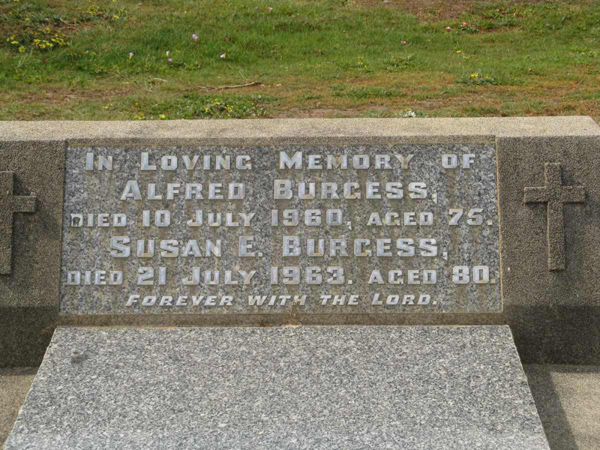 In Loving Memory of
Alfred Burgess,
died 10 July 1960, aged 75.
Susan E. Burgess,
died 21 July 1963. aged 80.
Forever with the Lord.